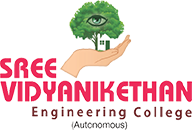 SREE
VIDYANIKETHAN
Engineering College
(Autonomous)